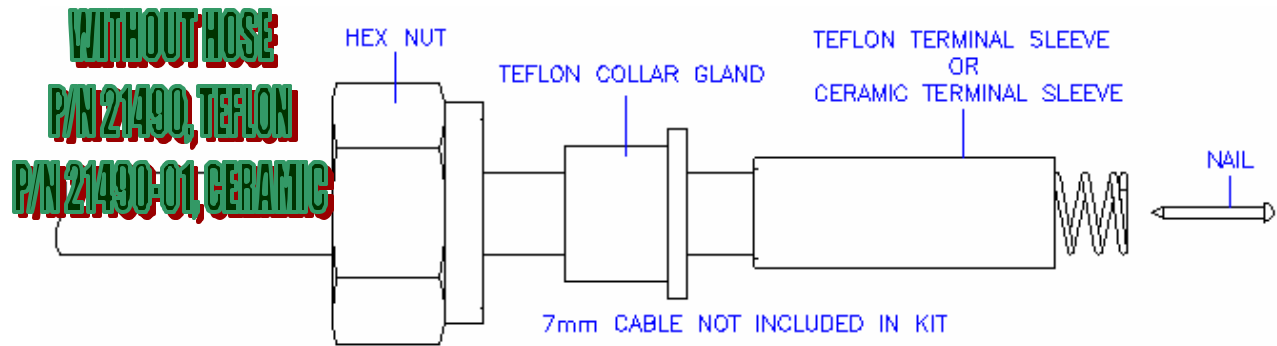 WITHOUT HOSE
P/N 21490, TEFLON
P/N 21490-01, CERAMIC
HEX NUT
TEFLON COLLAR GLAND
TEFLON TERMINAL SLEEVE
OR
CERAMIC TERMINAL SLEEVE
NAIL
7mm CABLE NOT INCLUDED IN KIT